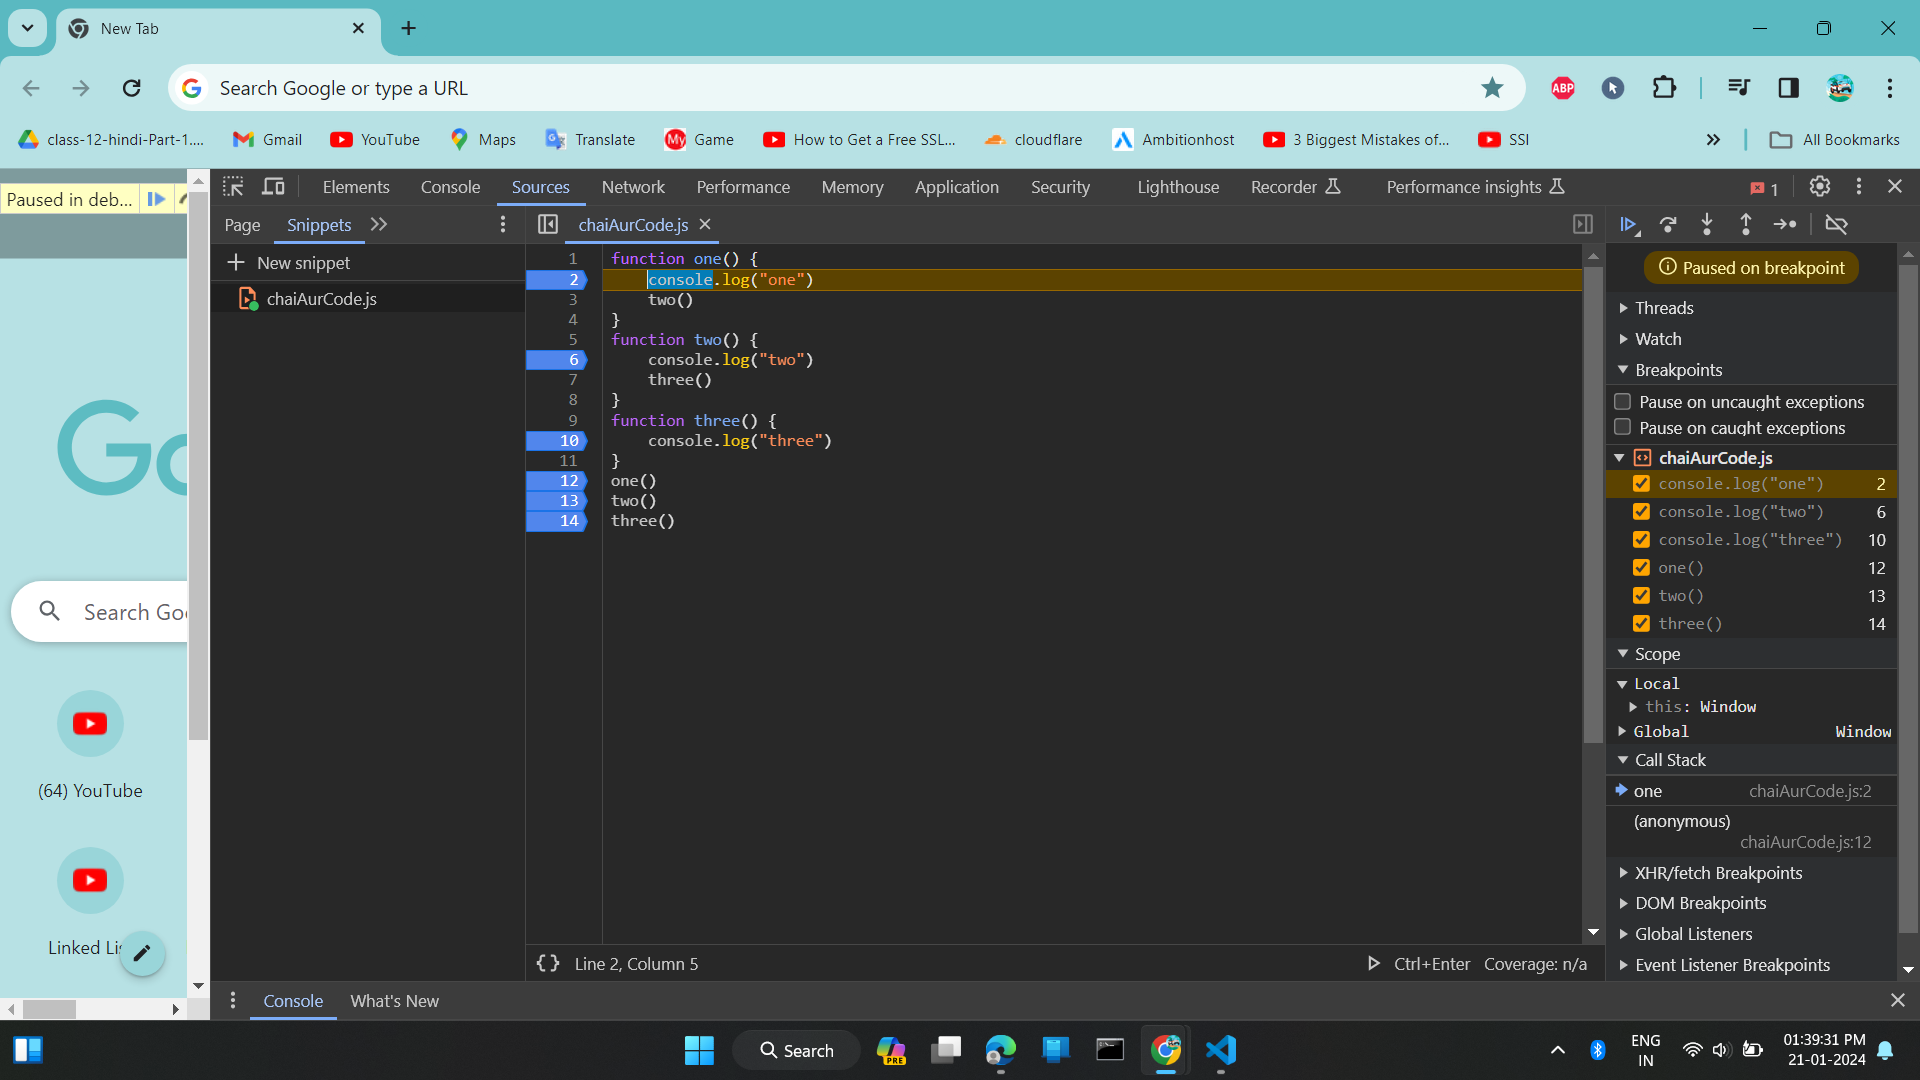 New Tab
Search Google or type a URL
ABP
class-12-hindi-Part-1....
Gmail
YouTube
Maps
Translate
My
Game
How to Get a Free SSL...
cloudflare
Ambitionhost
3 Biggest Mistakes of...
SSl
All Bookmarks
Paused in deb...
Elements
Console
Sources
Network
Performance
Memory
Application
Security
Lighthouse
Recorder
Performance insights
1
Page
Snippets
chaiAurCode.js
New snippet
chaiAurCode.js
1 function one() {
2 console.log("one")
3 two()
4 }
5 function two() {
6 console.log("two")
7 three()
8 }
9 function three() {
10 console.log("three")
11 }
12 one()
13 two()
14 three()
Paused on breakpoint
Threads
Watch
Breakpoints
Pause on uncaught exceptions
Pause on caught exceptions
chaiAurCode.js
console.log("one") 2
console.log("two") 6
console.log("three") 10
one() 12
two() 13
three() 14
Scope
Local
this: Window
Global Window
Call Stack
one chaiAurCode.js:2
(anonymous)
chaiAurCode.js:12
XHR/fetch Breakpoints
DOM Breakpoints
Global Listeners
Event Listener Breakpoints
Go
Search Goo
(64) YouTube
Linked Lis
{} Line 2, Column 5
Ctrl+Enter Coverage: n/a
Console
What's New
Search
PRE
ENG
IN
01:39:31 PM
21-01-2024